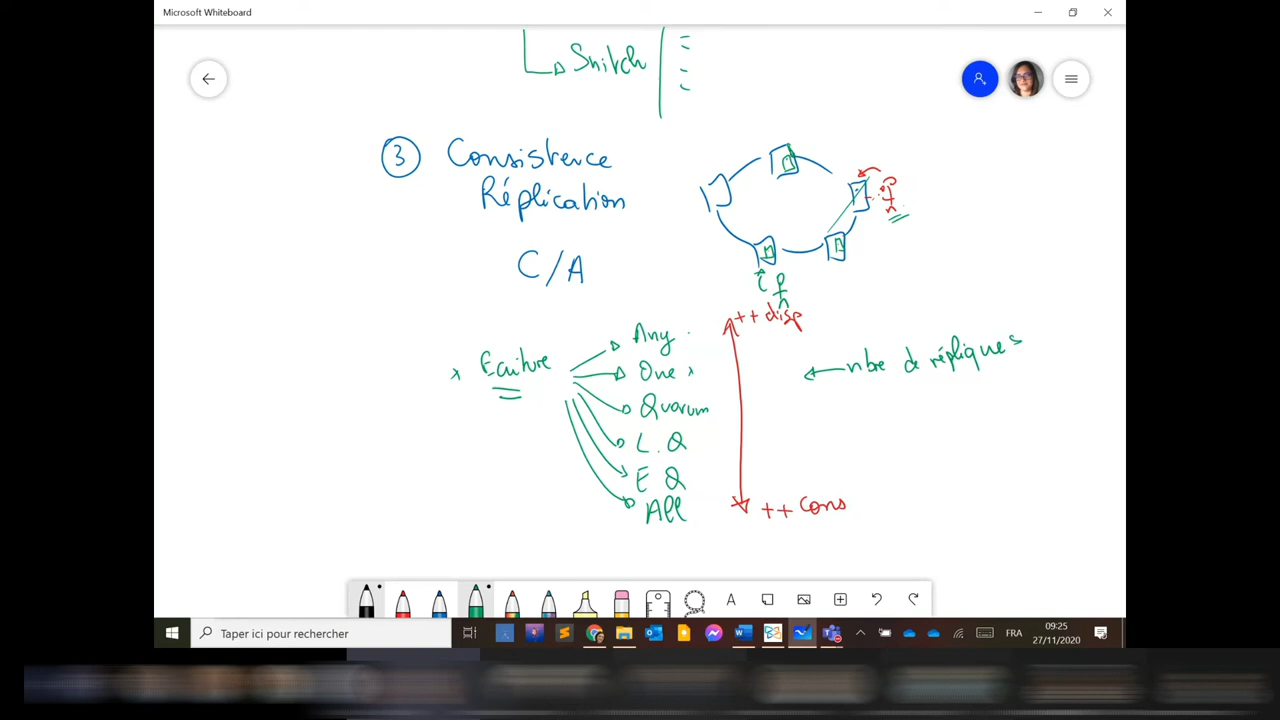 Microsoft Whiteboard
Snitch
3 Consistence
Réplication
C/A
++ disp
x Ecriture
Any
One x
Quorum
L.Q
E Q
All
nbre de répliques
++ Cons
A
Taper ici pour rechercher
FRA
09:25
27/11/2020